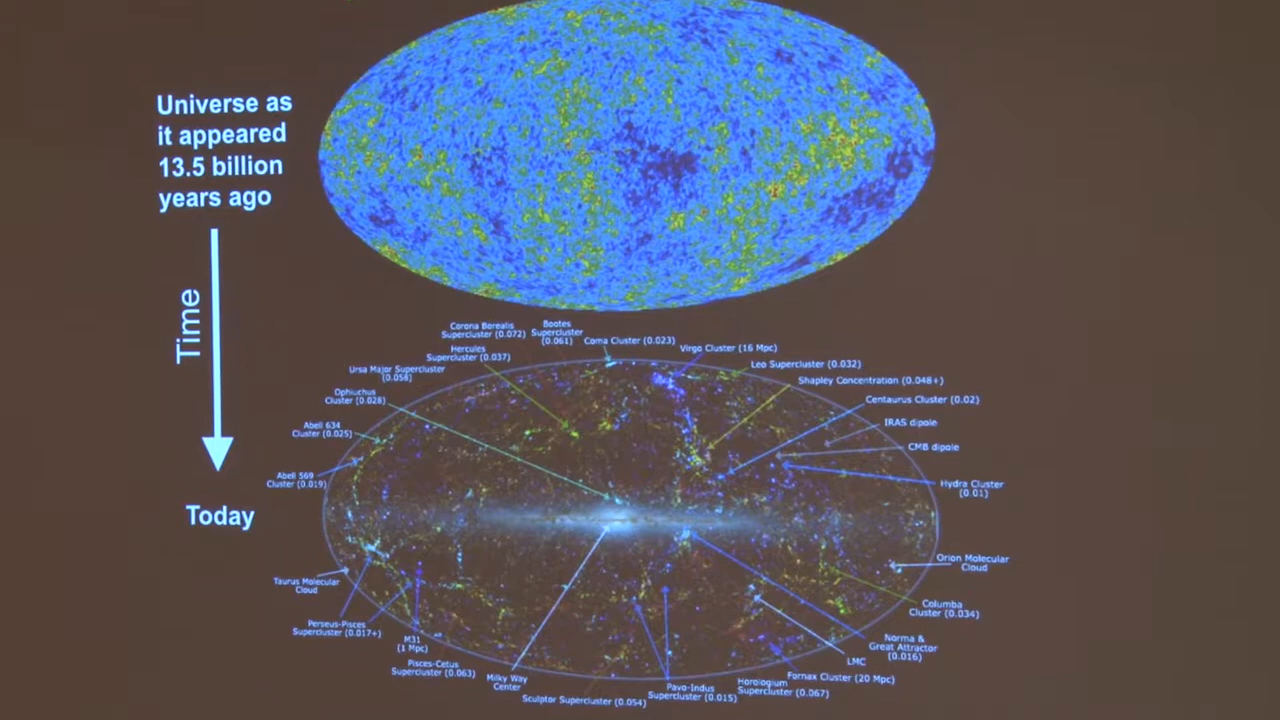 Universe as
it appeared
13.5 billion
years ago
Time
Today
Corona Borealis
Supercluster (0.072)
Bootes
Supercluster
(0.061)
Coma Cluster (0.023)
Virgo Cluster (16 Mpc)
Hercules
Supercluster (0.037)
Leo Supercluster (0.032)
Ursa Major Supercluster
(0.058)
Shapley Concentration (0.048+)
Ophiuchus
Cluster (0.028)
Centaurus Cluster (0.02)
Abell 634
Cluster (0.025)
IRAS dipole
CMB dipole
Abell 569
Cluster (0.019)
Hydra Cluster
(0.01)
Orion Molecular
Cloud
Taurus Molecular
Cloud
Columba
Cluster (0.034)
Perseus-Pisces
Supercluster (0.017+)
M31
(1 Mpc)
Norma &
Great Attractor
(0.016)
Pisces-Cetus
Supercluster (0.063)
LMC
Milky Way
Center
Fornax Cluster (20 Mpc)
Sculptor Supercluster (0.054)
Pavo-Indus
Supercluster (0.015)
Horologium
Supercluster (0.067)